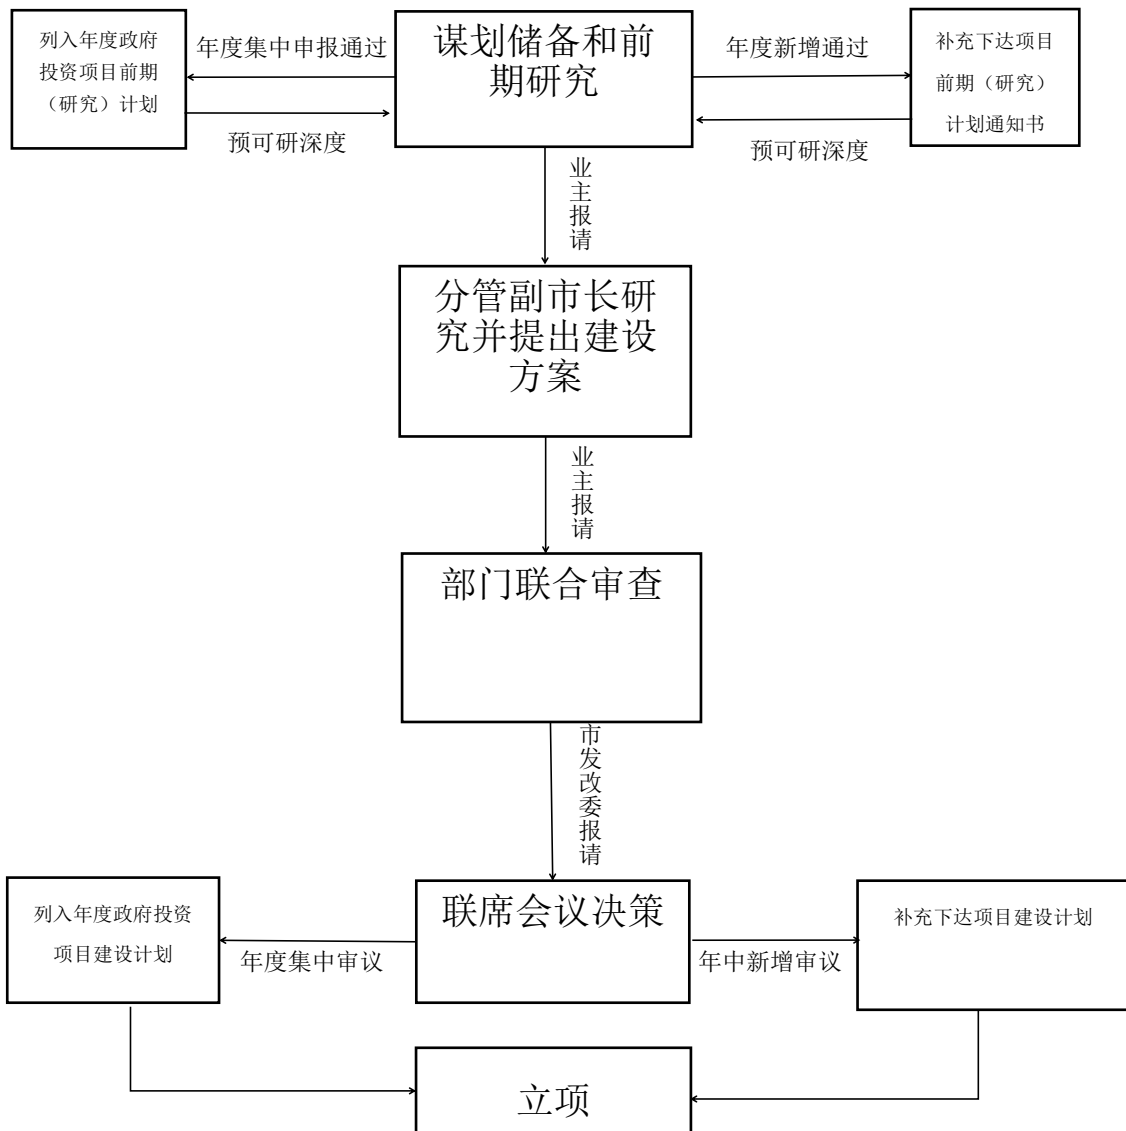 列入年度政府
投资项目前期
（研究）计划
年度集中申报通过
预可研深度
谋划储备和前
期研究
年度新增通过
预可研深度
补充下达项目
前期（研究）
计划通知书
业主报请
分管副市长研
究并提出建设
方案
业主报请
部门联合审查
市发改委报请
列入年度政府投资
项目建设计划
年度集中审议
联席会议决策
年中新增审议
补充下达项目建设计划
立项